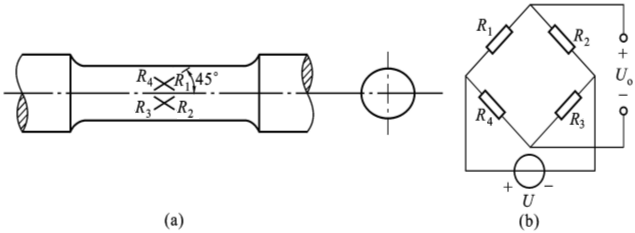 R₄ R₁ 45°
R₃ R₂
(a)
R₁ R₂
R₄ R₃
+
Uₒ
−
+ −
U
(b)